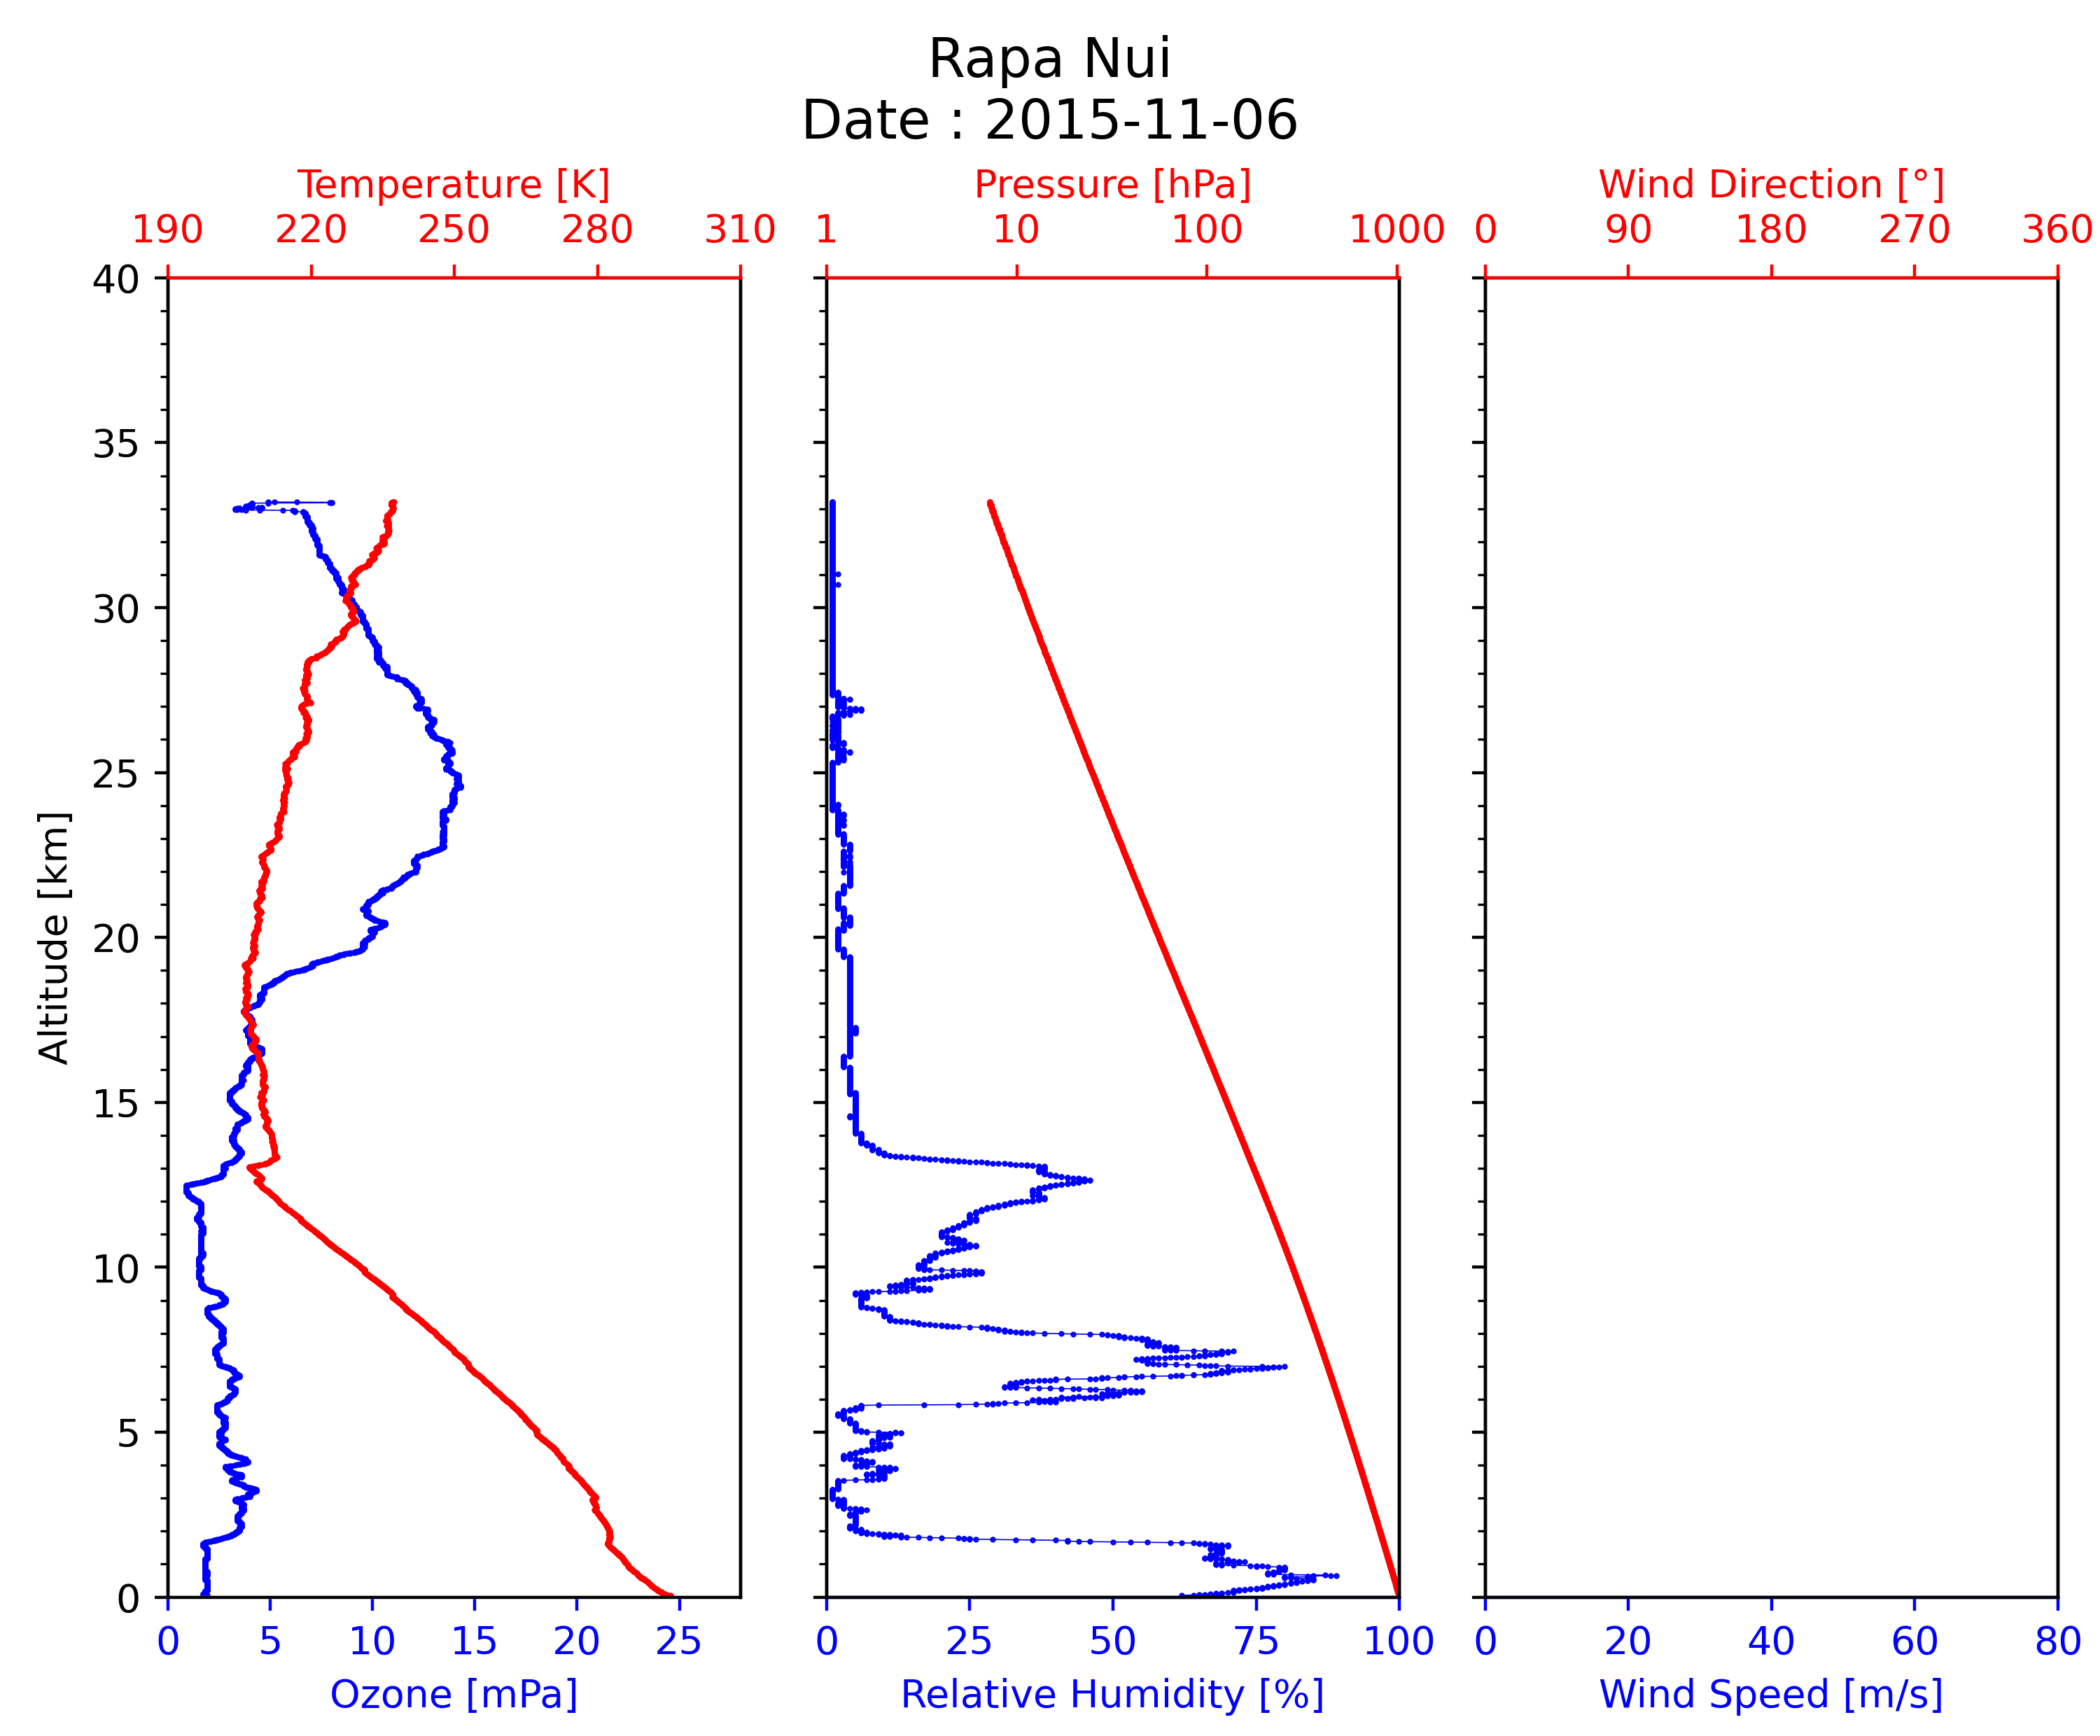 Rapa Nui
Date : 2015-11-06
Temperature [K]
190 220 250 280 310
Pressure [hPa]
1 10 100 1000
Wind Direction [°]
0 90 180 270 360
Altitude [km]
40
35
30
25
20
15
10
5
0
0 5 10 15 20 25
Ozone [mPa]
0 25 50 75 100
Relative Humidity [%]
0 20 40 60 80
Wind Speed [m/s]